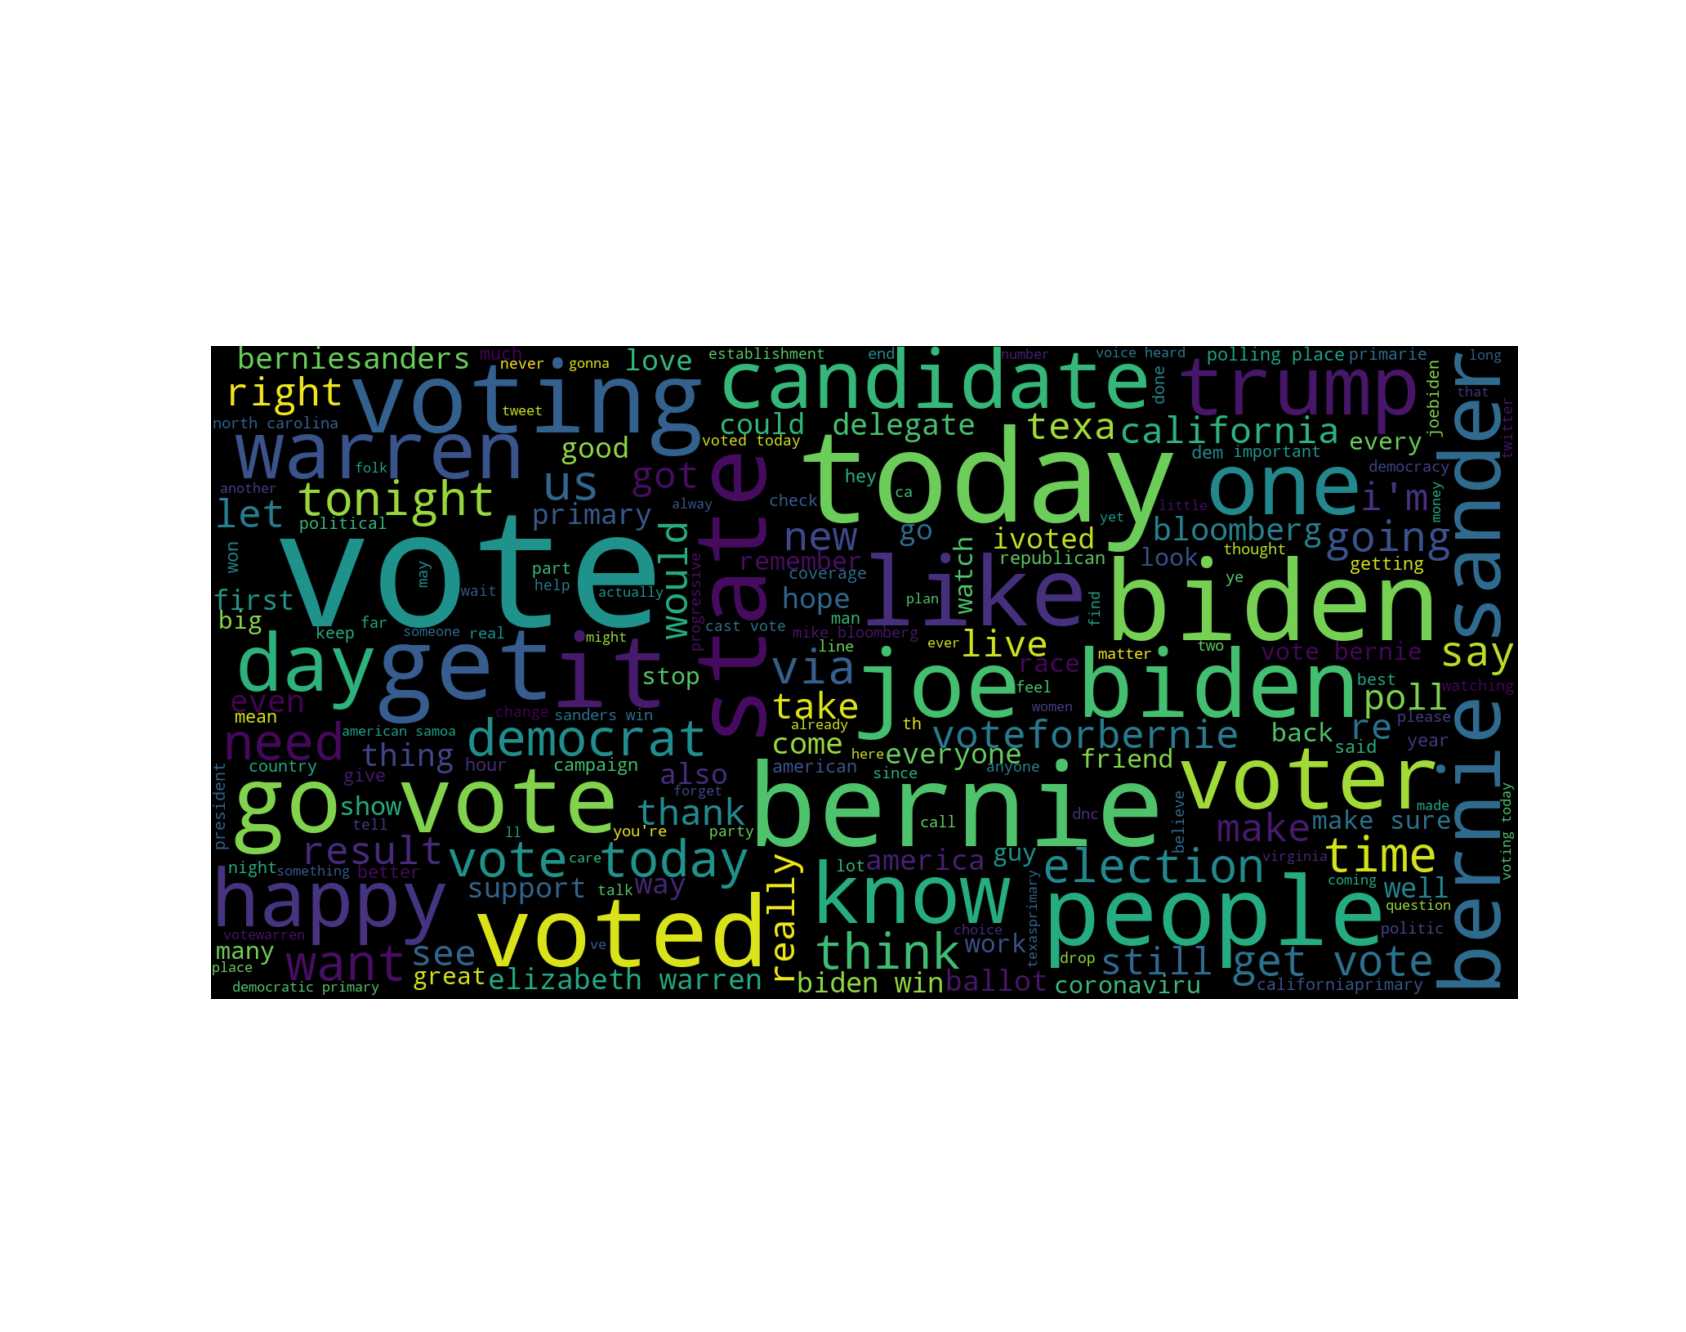 berniesanders
much
never
gonna
love
establishment
end
number
voice heard
polling place
primarie
long
right
voting
tweet
candidate
done
trump
joebiden
that
twitter
north carolina
warren
folk
good
voted today
could
delegate
texa
california
every
bernie sander
another
tonight
us
got
alway
check
hey
ca
today
little
dem
important
one
i'm
democracy
money
let
political
primary
state
new
go
ivoted
yet
bloomberg
going
won
vote
may
part
help
wait
actually
would
progressive
remember
coverage
like
watch
republican
look
thought
getting
first
big
keep
far
someone
real
might
cast vote
hope
man
plan
mike bloomberg
find
ye
biden
day
get
it
stop
line
ever
live
race
matter
two
vote bernie
say
even
mean
change
sanders win
via
take
already
joe biden
feel
women
best
poll
watching
need
american samoa
thing
democrat
come
th
here
everyone
voteforbernie
friend
back
said
re
please
year
president
country
give
hour
campaign
also
forget
american
since
anyone
go vote
show
tell
ll
thank
you're
party
bernie
call
dnc
believe
voter
made
make
make sure
voting today
result
vote today
care
night
something
better
support
talk
way
really
lot
america
guy
election
virginia
time
coming
well
question
happy
votewarren
voted
ve
know
choice
texasprimary
people
politic
many
place
want
see
great
think
work
drop
still
get vote
democratic primary
elizabeth warren
biden win
ballot
coronaviru
californiaprimary